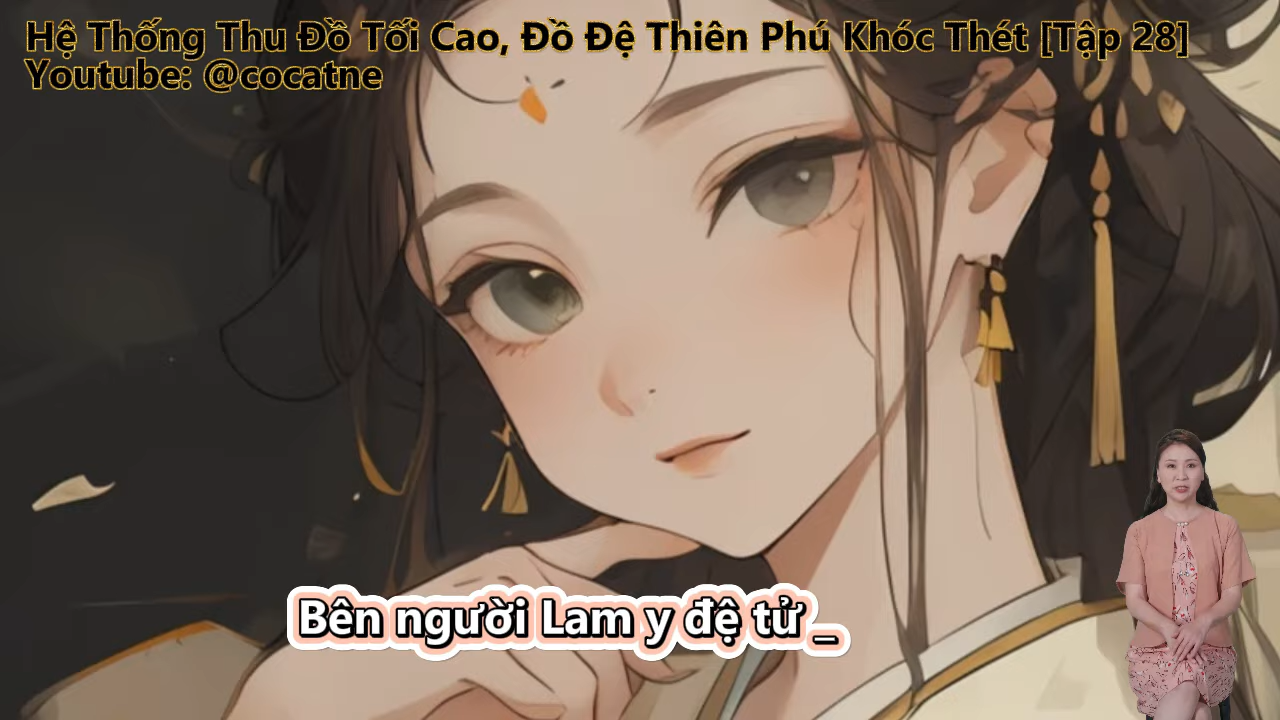 Hệ Thống Thu Đồ Tối Cao, Đồ Đệ Thiên Phú Khóc Thét [Tập 28]
Youtube: @cocatne
Bên người Lam y đệ tử _